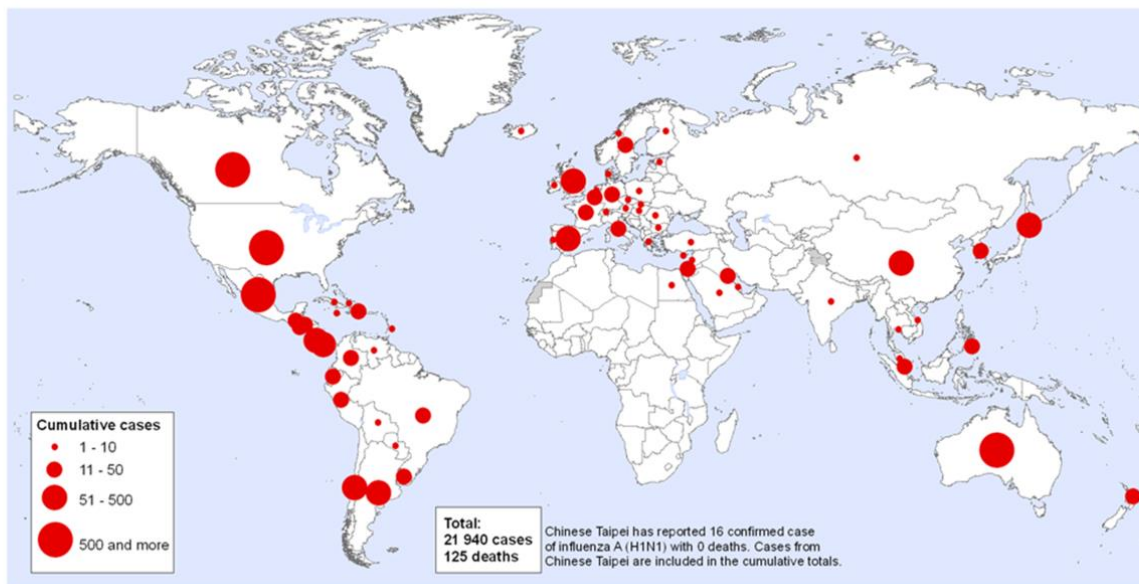 Cumulative cases
1 - 10
11 - 50
51 - 500
500 and more
Total:
21 940 cases
125 deaths
Chinese Taipei has reported 16 confirmed case
of influenza A (H1N1) with 0 deaths. Cases from
Chinese Taipei are included in the cumulative totals.